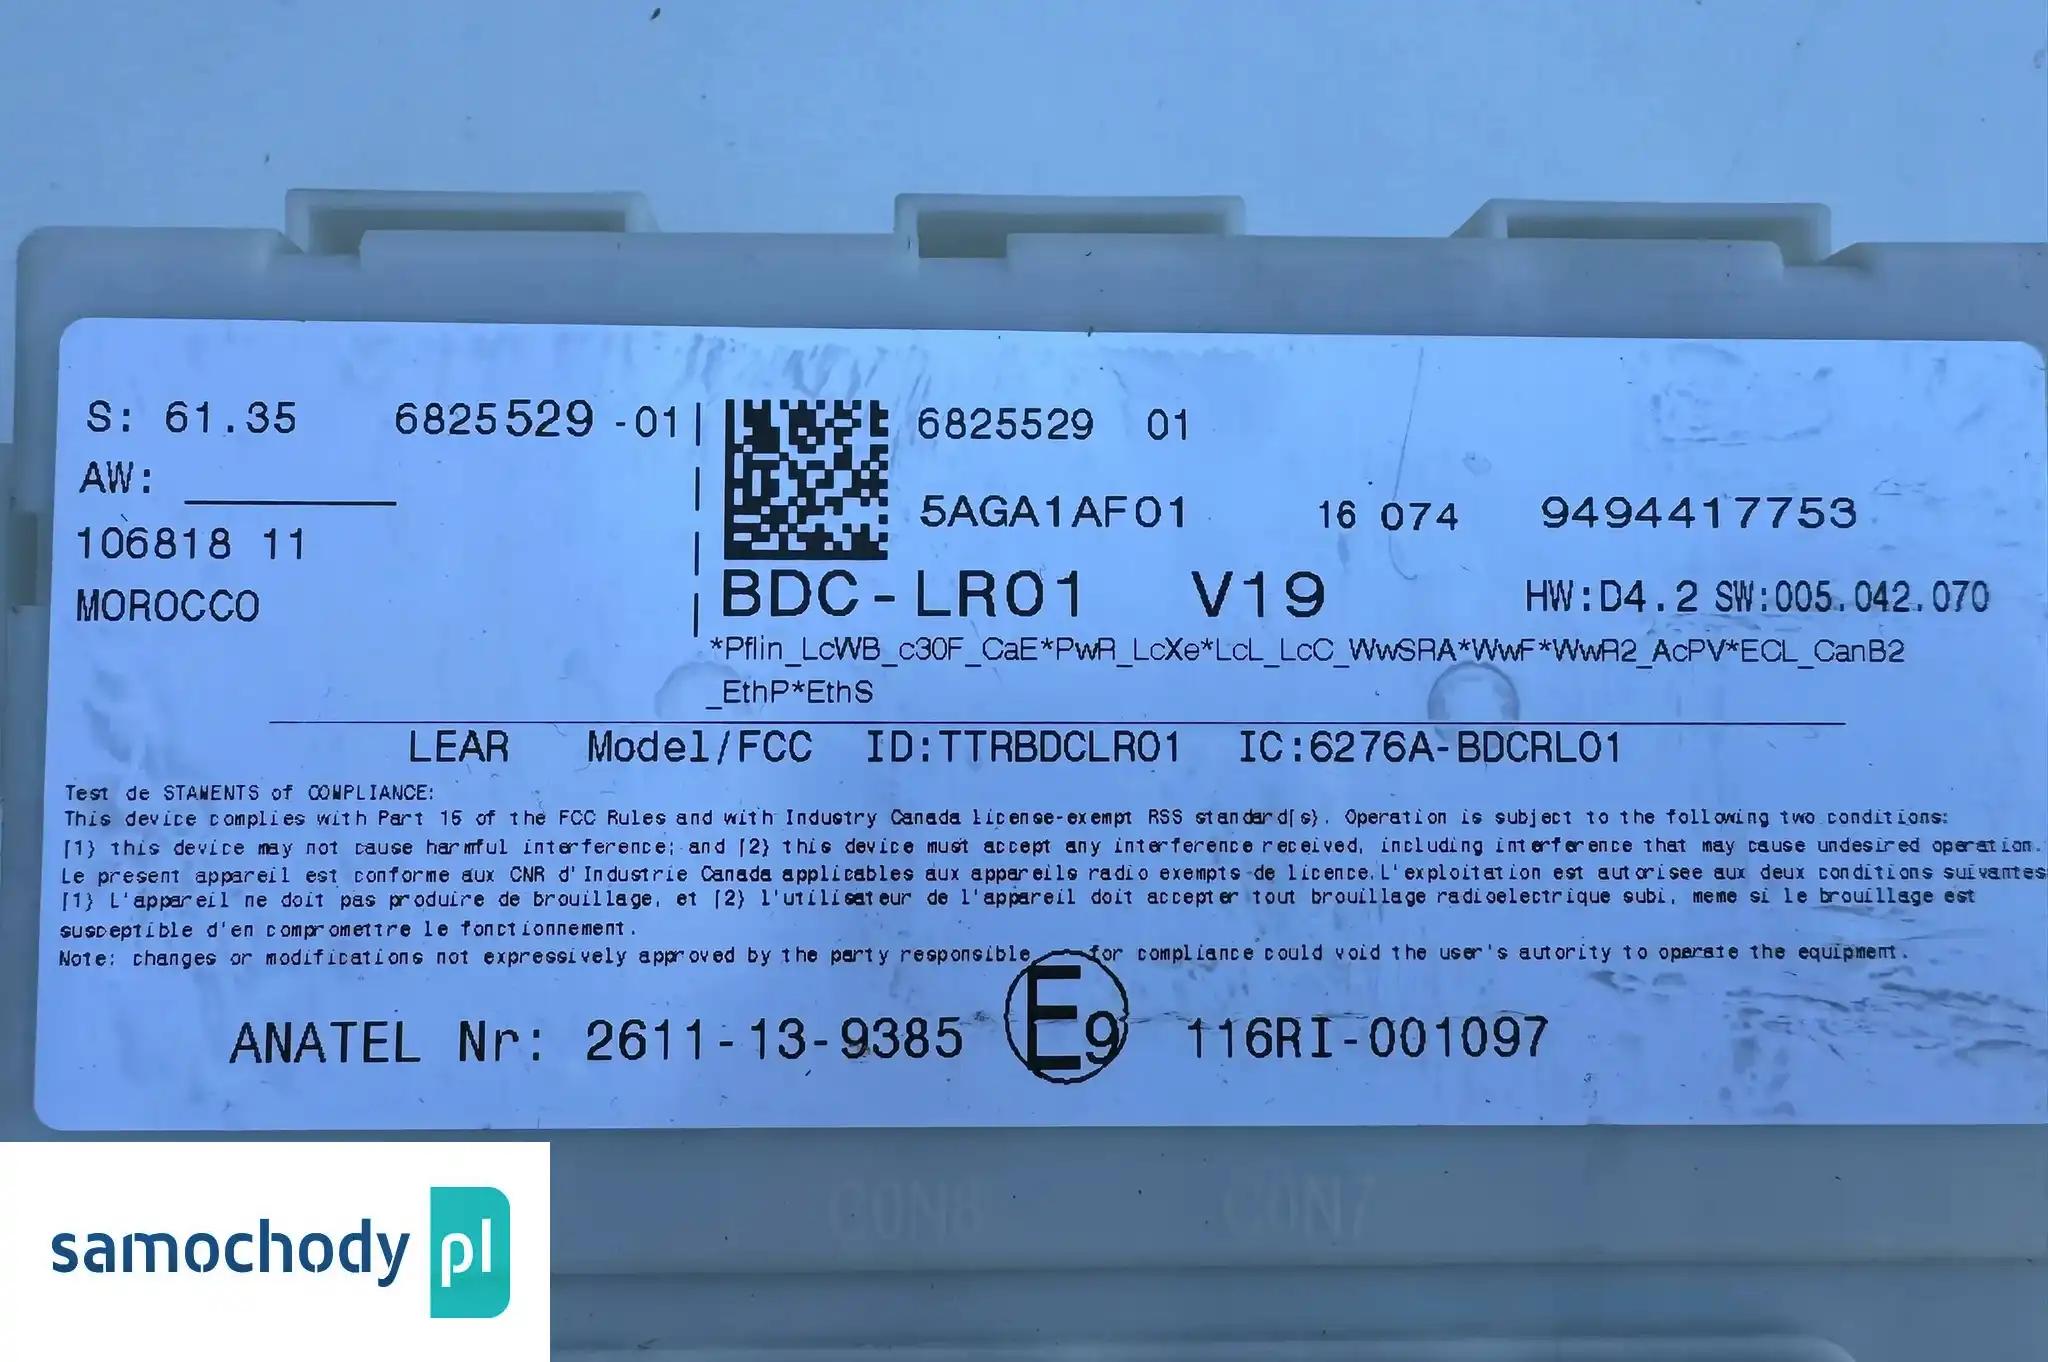 S: 61.35 6825529 -01
AW:
106818 11
MOROCCO
6825529 01
5AGA1AF01 16 074 9494417753
BDC-LR01 V19 HW:D4.2 SW:005.042.070
*Pflin_LcWB_c30F_CaE*PwR_LcXe*LcL_LcC_WwSRA*WwF*WwR2_AcPV*ECL_CanB2
_EthP*EthS
LEAR Model/FCC ID:TTRBDCLR01 IC:6276A-BDCRL01
Test de STAWENTS of COMPLIANCE:
This device complies with Part 15 of the FCC Rules and with Industry Canada license-exempt RSS standard(s). Operation is subject to the following two conditions:
(1) this device may not cause harmful interference; and (2) this device must accept any interference received, including interference that may cause undesired operation.
Le present appareil est conforme aux CNR d'Industrie Canada applicables aux appareils radio exempts de licence. L'exploitation est autorisee aux deux conditions suivantes
(1) L'appareil ne doit pas produire de brouillage, et (2) l'utilisateur de l'appareil doit accepter tout brouillage radioelectrique subi, meme si le brouillage est
susceptible d'en compromettre le fonctionnement.
Note: changes or modifications not expressively approved by the party responsible for compliance could void the user's autority to operate the equipment.
ANATEL Nr: 2611-13-9385 E9 116RI-001097
CON8 CON7
samochody pl